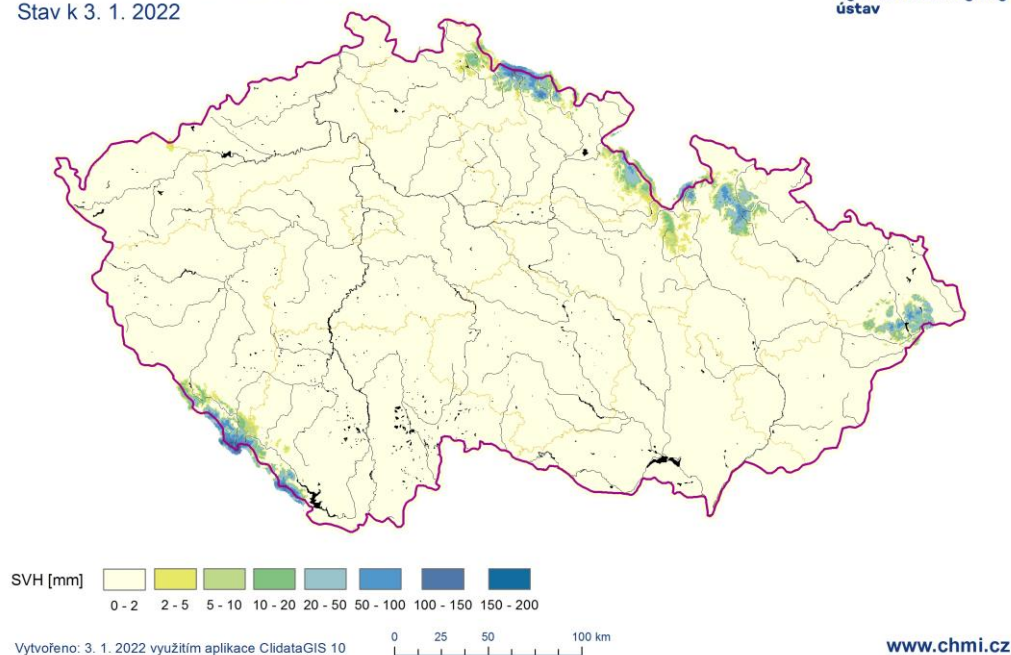 Stav k 3. 1. 2022
ústav
SVH [mm]
0 - 2 2 - 5 5 - 10 10 - 20 20 - 50 50 - 100 100 - 150 150 - 200
0 25 50 100 km
Vytvořeno: 3. 1. 2022 využitím aplikace ClidataGIS 10
www.chmi.cz